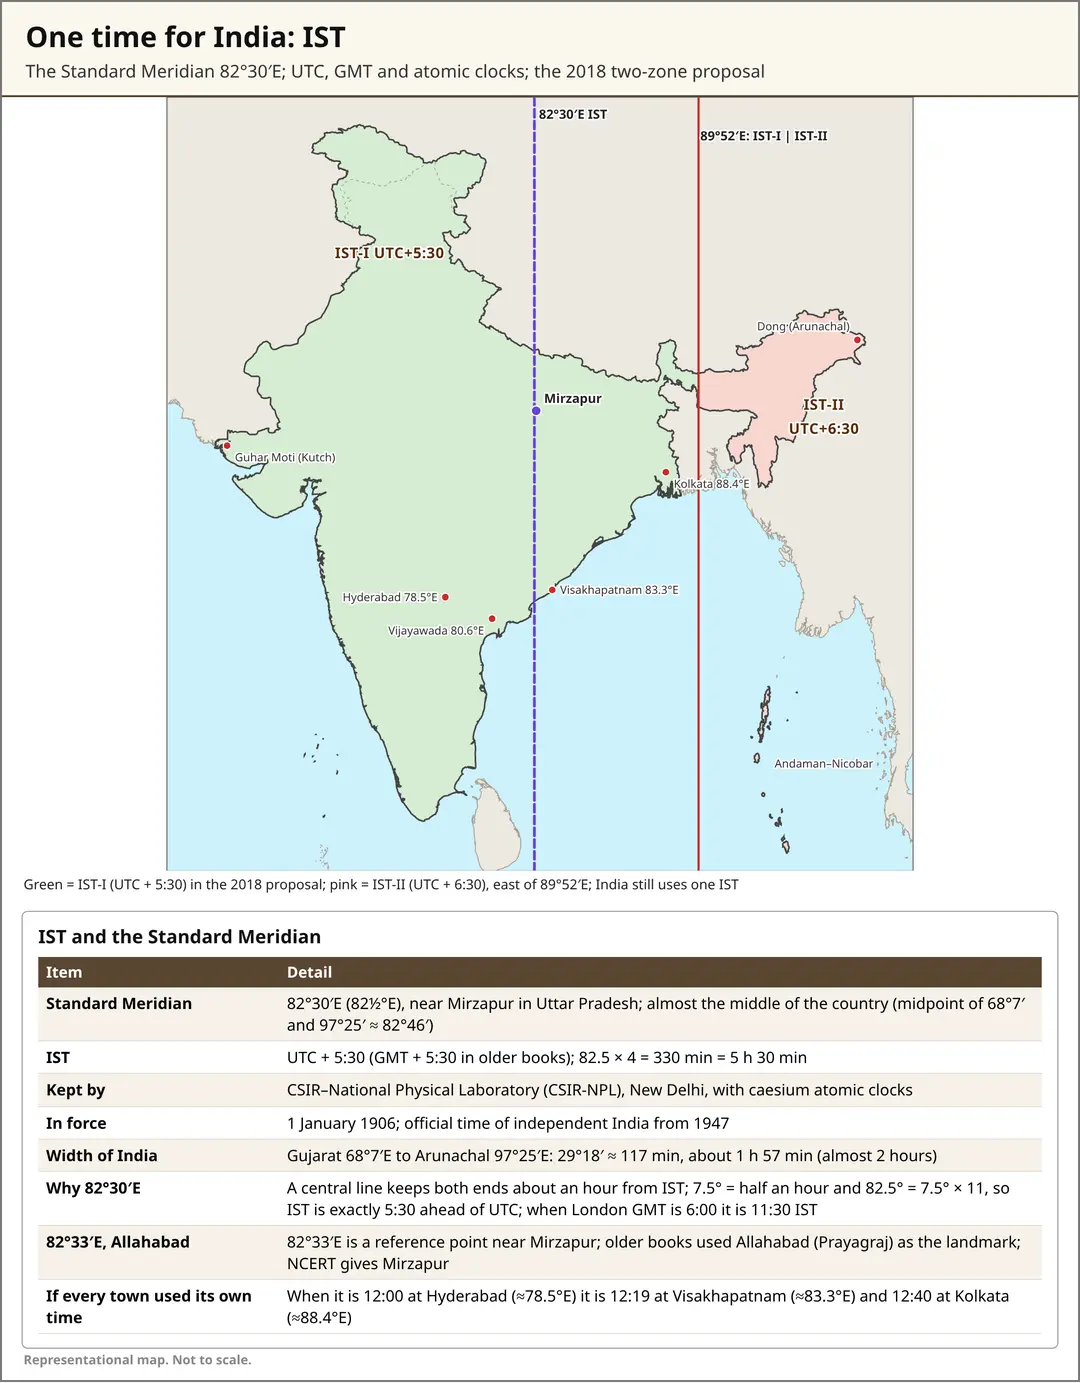 One time for India: IST
The Standard Meridian 82°30′E; UTC, GMT and atomic clocks; the 2018 two-zone proposal
82°30′E IST
89°52′E: IST-I | IST-II
IST-I UTC+5:30
Dong (Arunachal)
Mirzapur
IST-II
UTC+6:30
Guhar Moti (Kutch)
Kolkata 88.4°E
Hyderabad 78.5°E
Visakhapatnam 83.3°E
Vijayawada 80.6°E
Andaman–Nicobar
Green = IST-I (UTC + 5:30) in the 2018 proposal; pink = IST-II (UTC + 6:30), east of 89°52′E; India still uses one IST
IST and the Standard Meridian
Item Detail
Standard Meridian 82°30′E (82½°E), near Mirzapur in Uttar Pradesh; almost the middle of the country (midpoint of 68°7′
and 97°25′ ≈ 82°46′)
IST UTC + 5:30 (GMT + 5:30 in older books); 82.5 × 4 = 330 min = 5 h 30 min
Kept by CSIR–National Physical Laboratory (CSIR-NPL), New Delhi, with caesium atomic clocks
In force 1 January 1906; official time of independent India from 1947
Width of India Gujarat 68°7′E to Arunachal 97°25′E: 29°18′ ≈ 117 min, about 1 h 57 min (almost 2 hours)
Why 82°30′E A central line keeps both ends about an hour from IST; 7.5° = half an hour and 82.5° = 7.5° × 11, so
IST is exactly 5:30 ahead of UTC; when London GMT is 6:00 it is 11:30 IST
82°33′E, Allahabad 82°33′E is a reference point near Mirzapur; older books used Allahabad (Prayagraj) as the landmark;
NCERT gives Mirzapur
If every town used its own When it is 12:00 at Hyderabad (≈78.5°E) it is 12:19 at Visakhapatnam (≈83.3°E) and 12:40 at Kolkata
time (≈88.4°E)
Representational map. Not to scale.